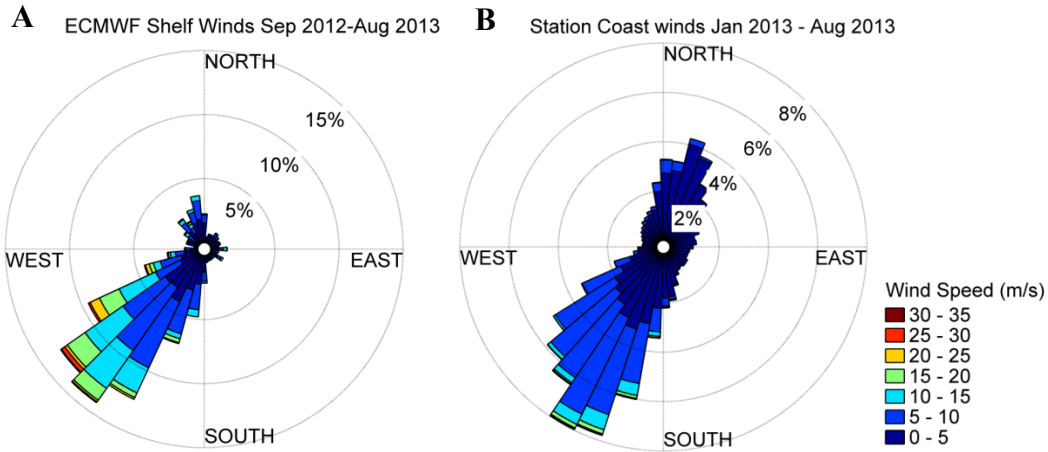 A
ECMWF Shelf Winds Sep 2012-Aug 2013
NORTH
15%
10%
5%
WEST
EAST
SOUTH
B
Station Coast winds Jan 2013 - Aug 2013
NORTH
8%
6%
4%
2%
WEST
EAST
SOUTH
Wind Speed (m/s)
30 - 35
25 - 30
20 - 25
15 - 20
10 - 15
5 - 10
0 - 5